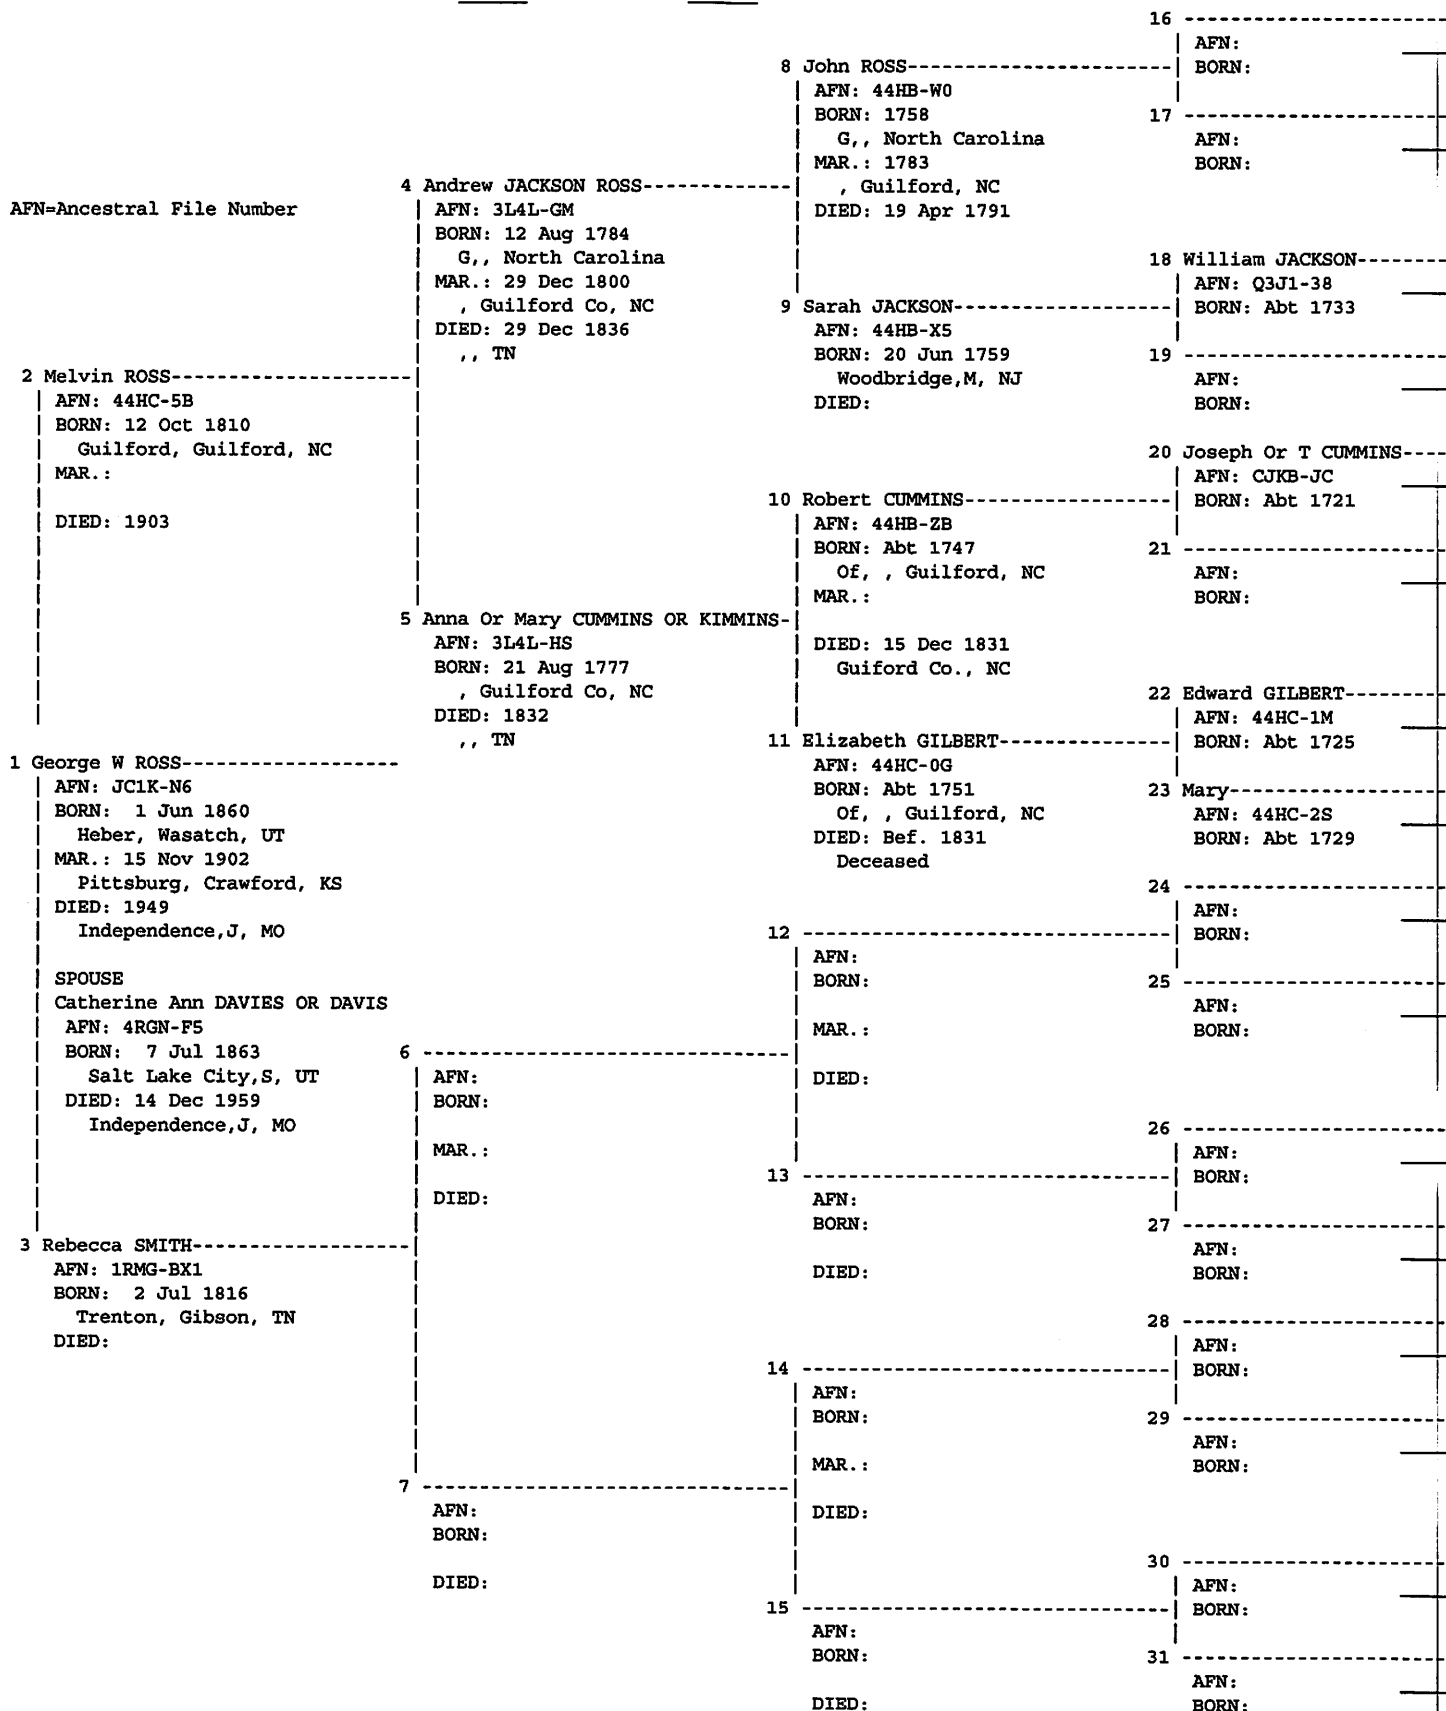 AFN=Ancestral File Number
1 George W ROSS
AFN: JC1K-N6
BORN: 1 Jun 1860
Heber, Wasatch, UT
MAR.: 15 Nov 1902
Pittsburg, Crawford, KS
DIED: 1949
Independence,J, MO
SPOUSE
Catherine Ann DAVIES OR DAVIS
AFN: 4RGN-F5
BORN: 7 Jul 1863
Salt Lake City,S, UT
DIED: 14 Dec 1959
Independence,J, MO
2 Melvin ROSS
AFN: 44HC-5B
BORN: 12 Oct 1810
Guilford, Guilford, NC
MAR.:
DIED: 1903
3 Rebecca SMITH
AFN: 1RMG-BX1
BORN: 2 Jul 1816
Trenton, Gibson, TN
DIED:
4 Andrew JACKSON ROSS
AFN: 3L4L-GM
BORN: 12 Aug 1784
G,, North Carolina
MAR.: 29 Dec 1800
, Guilford Co, NC
DIED: 29 Dec 1836
,, TN
5 Anna Or Mary CUMMINS OR KIMMINS
AFN: 3L4L-HS
BORN: 21 Aug 1777
, Guilford Co, NC
DIED: 1832
,, TN
6
AFN:
BORN:
MAR.:
DIED:
7
AFN:
BORN:
DIED:
8 John ROSS
AFN: 44HB-W0
BORN: 1758
G,, North Carolina
MAR.: 1783
, Guilford, NC
DIED: 19 Apr 1791
9 Sarah JACKSON
AFN: 44HB-X5
BORN: 20 Jun 1759
Woodbridge,M, NJ
DIED:
10 Robert CUMMINS
AFN: 44HB-ZB
BORN: Abt 1747
Of, , Guilford, NC
MAR.:
DIED: 15 Dec 1831
Guiford Co., NC
11 Elizabeth GILBERT
AFN: 44HC-0G
BORN: Abt 1751
Of, , Guilford, NC
DIED: Bef. 1831
Deceased
12
AFN:
BORN:
MAR.:
DIED:
13
AFN:
BORN:
DIED:
14
AFN:
BORN:
MAR.:
DIED:
15
AFN:
BORN:
DIED:
16
AFN:
BORN:
17
AFN:
BORN:
18 William JACKSON
AFN: Q3J1-38
BORN: Abt 1733
19
AFN:
BORN:
20 Joseph Or T CUMMINS
AFN: CJKB-JC
BORN: Abt 1721
21
AFN:
BORN:
22 Edward GILBERT
AFN: 44HC-1M
BORN: Abt 1725
23 Mary
AFN: 44HC-2S
BORN: Abt 1729
24
AFN:
BORN:
25
AFN:
BORN:
26
AFN:
BORN:
27
AFN:
BORN:
28
AFN:
BORN:
29
AFN:
BORN:
30
AFN:
BORN:
31
AFN:
BORN: